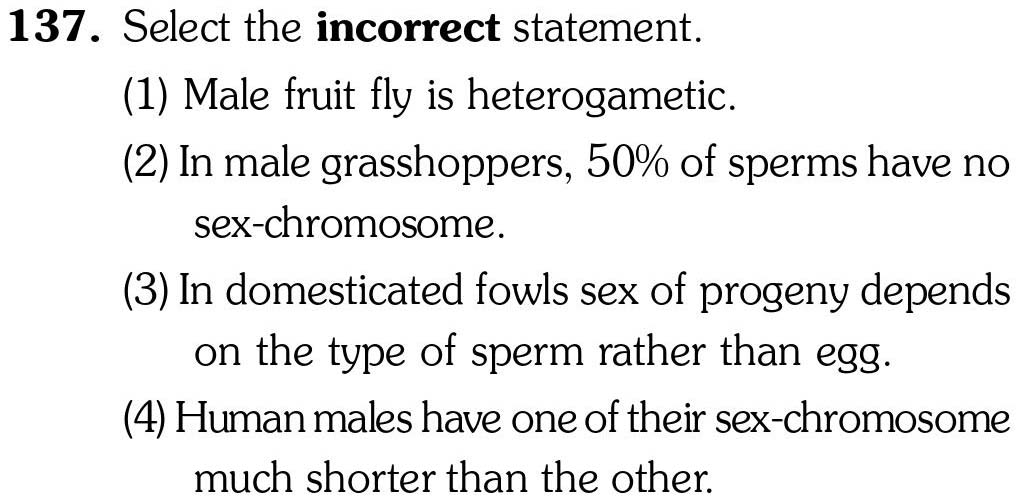 137. Select the incorrect statement.
(1) Male fruit fly is heterogametic.
(2) In male grasshoppers, 50% of sperms have no
sex-chromosome.
(3) In domesticated fowls sex of progeny depends
on the type of sperm rather than egg.
(4) Human males have one of their sex-chromosome
much shorter than the other.